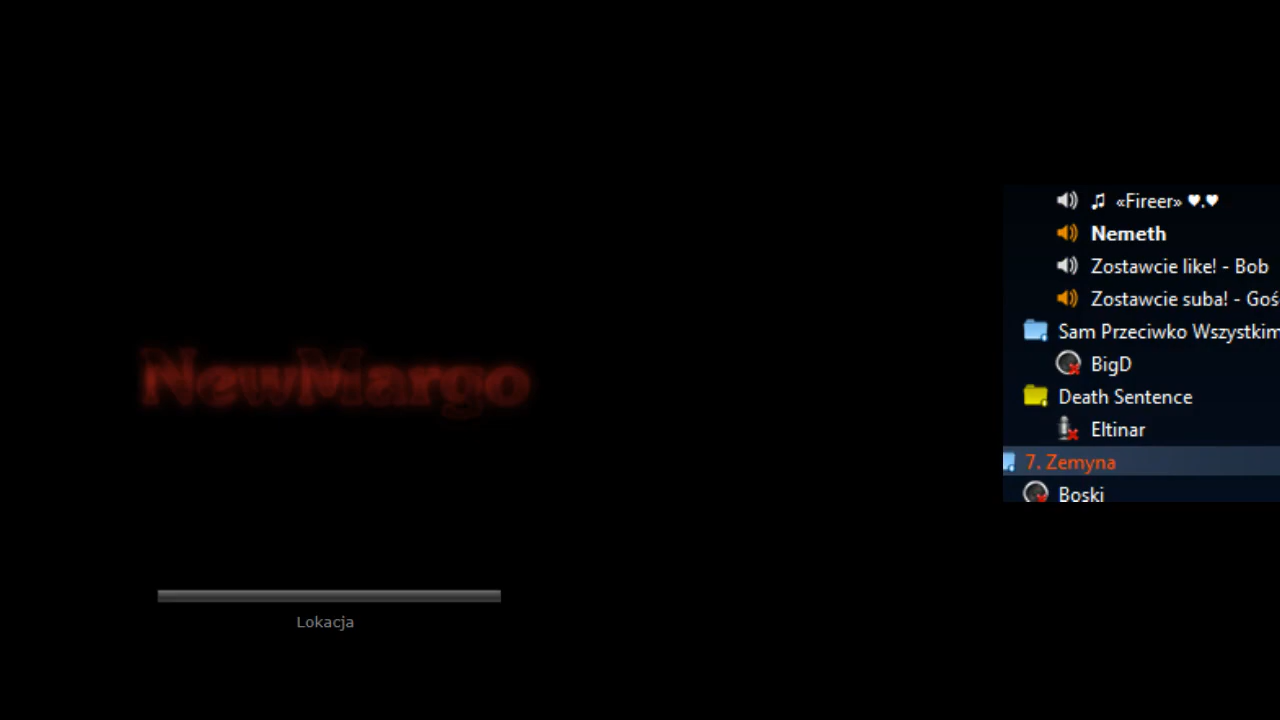 ♫ «Fireer» ♥.♥
Nemeth
Zostawcie like! - Bob
Zostawcie suba! - Goś
Sam Przeciwko Wszystkim
BigD
Death Sentence
Eltinar
7. Zemyna
Boski
NewMargo
Lokacja